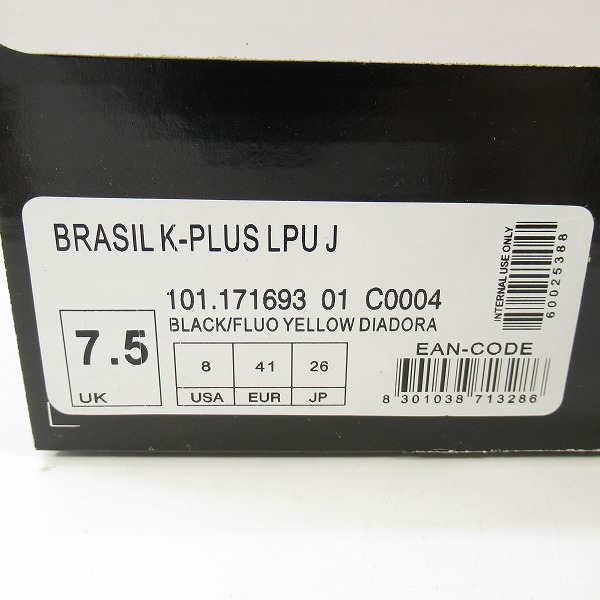 BRASIL K-PLUS LPU J
101.171693 01 C0004
BLACK/FLUO YELLOW DIADORA
7.5
UK
8 41 26
USA EUR JP
EAN-CODE
8 301038 713286
INTERNAL USE ONLY
60025388